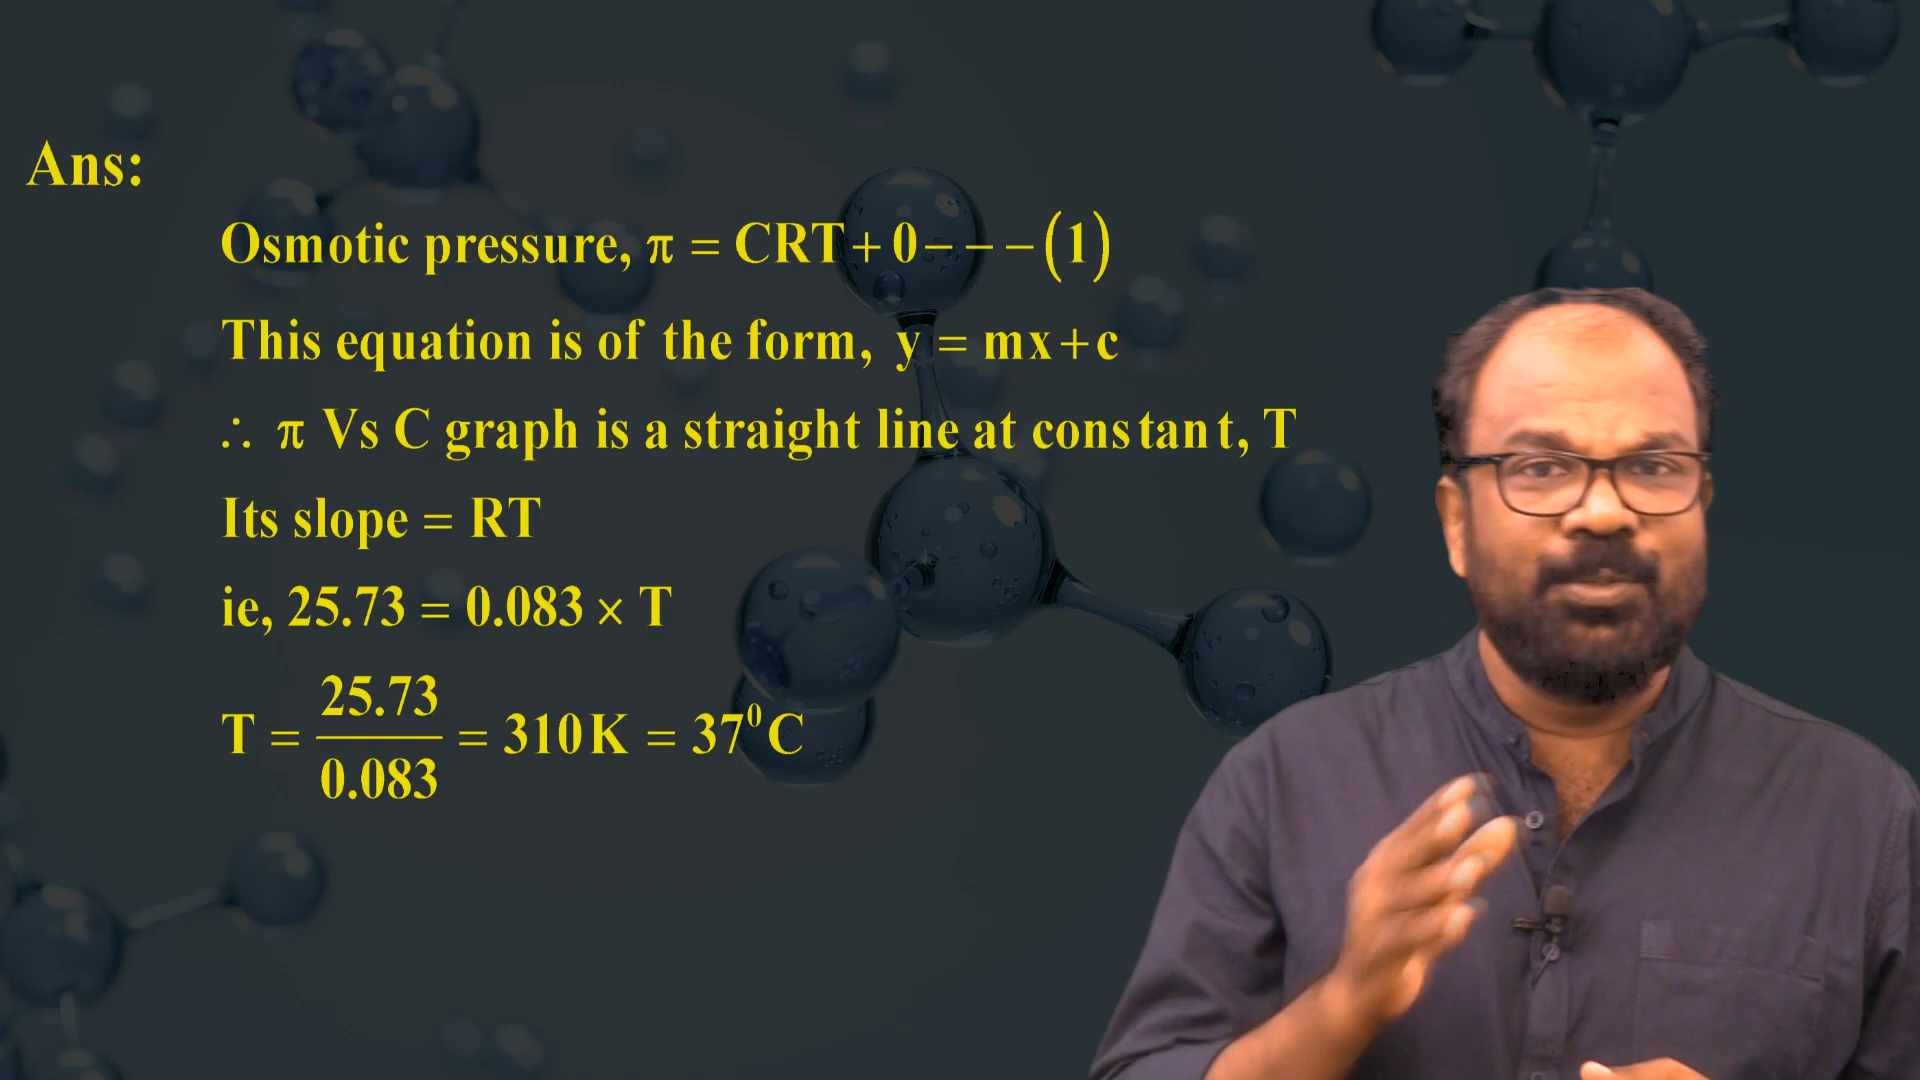 Ans:
Osmotic pressure, π = CRT + 0 − − − (1)
This equation is of the form, y = mx + c
∴ π Vs C graph is a straight line at constant, T
Its slope = RT
ie, 25.73 = 0.083 × T
T = 25.73/0.083 = 310 K = 37⁰C